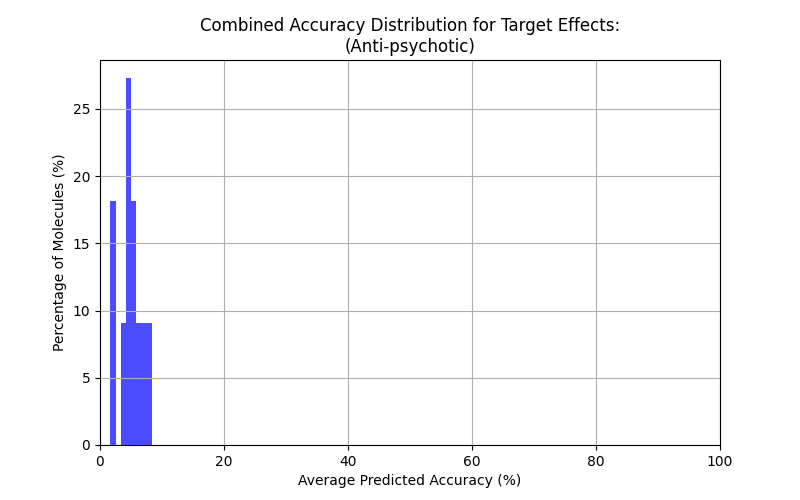 Combined Accuracy Distribution for Target Effects:
(Anti-psychotic)
Percentage of Molecules (%)
25
20
15
10
5
0
0 20 40 60 80 100
Average Predicted Accuracy (%)